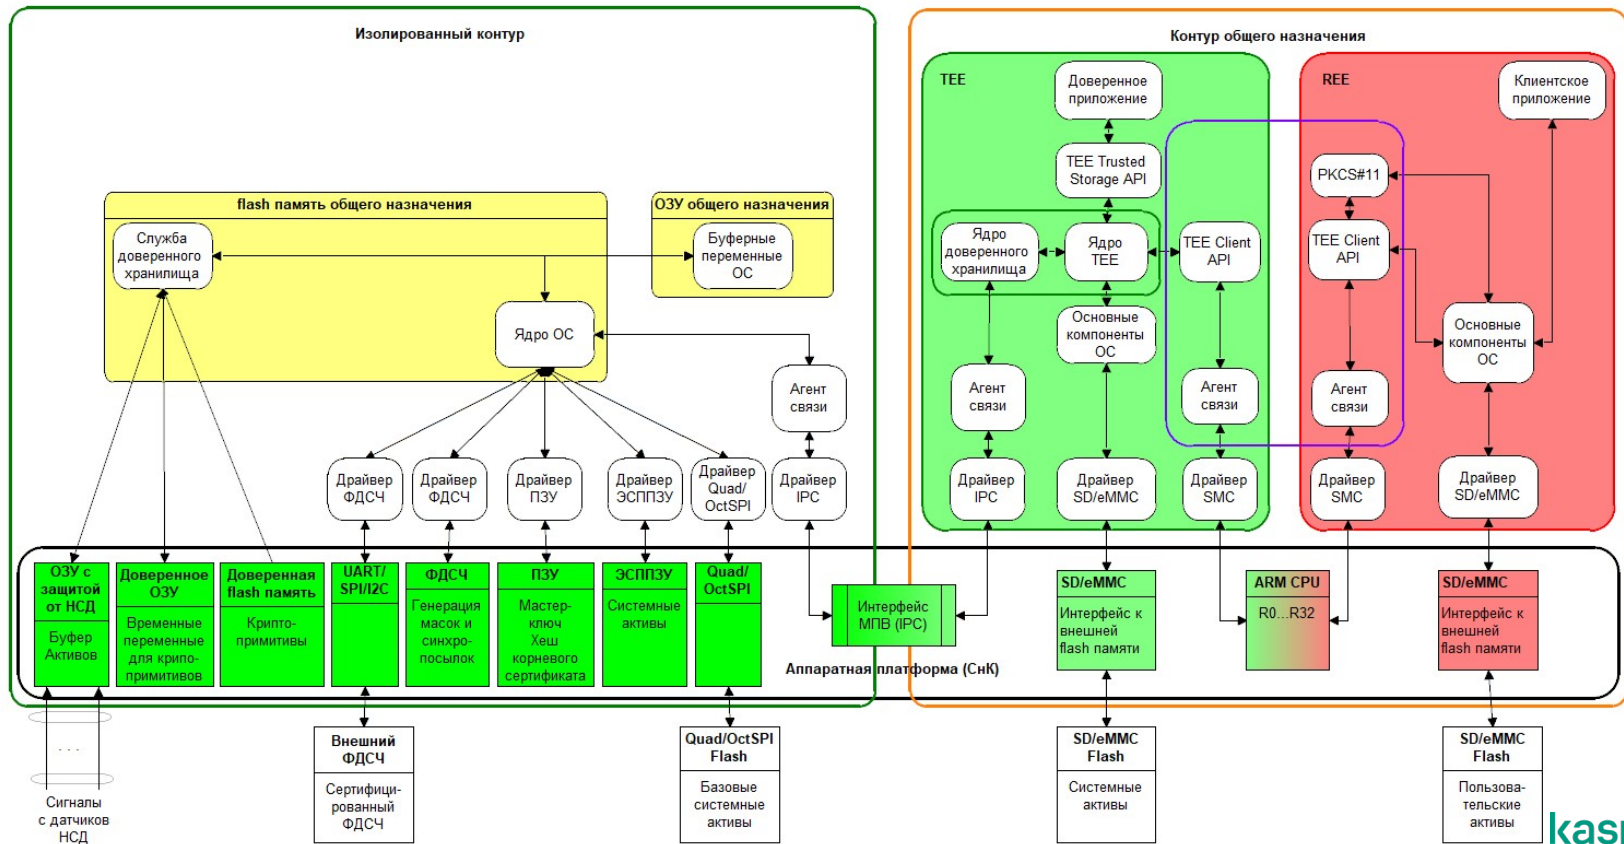 Изолированный контур
flash память общего назначения
Служба
доверенного
хранилища
ОЗУ общего назначения
Буферные
переменные
ОС
Ядро ОС
Агент
связи
Драйвер
ФДСЧ
Драйвер
ФДСЧ
Драйвер
ПЗУ
Драйвер
ЭСППЗУ
Драйвер
Quad/
OctSPI
Драйвер
IPC
Контур общего назначения
TEE
Доверенное
приложение
TEE Trusted
Storage API
Ядро
доверенного
хранилища
Ядро
TEE
TEE Client
API
Основные
компоненты
ОС
Агент
связи
Агент
связи
Драйвер
IPC
Драйвер
SD/eMMC
Драйвер
SMC
REE
Клиентское
приложение
PKCS#11
TEE Client
API
Основные
компоненты
ОС
Агент
связи
Драйвер
SMC
Драйвер
SD/eMMC
ОЗУ с
защитой
от НСД
Буфер
Активов
Доверенное
ОЗУ
Временные
переменные
для крипо-
примитивов
Доверенная
flash память
Крипто-
примитивы
UART/
SPI/I2C
ФДСЧ
Генерация
масок и
синхро-
посылок
ПЗУ
Мастер-
ключ
Хеш
корневого
сертификата
ЭСППЗУ
Системные
активы
Quad/
OctSPI
Интерфейс
МПВ (IPC)
Аппаратная платформа (СнК)
SD/eMMC
Интерфейс к
внешней
flash памяти
ARM CPU
R0...R32
SD/eMMC
Интерфейс к
внешней
flash памяти
. . .
Сигналы
с датчиков
НСД
Внешний
ФДСЧ
Сертифици-
рованный
ФДСЧ
Quad/OctSPI
Flash
Базовые
системные
активы
SD/eMMC
Flash
Системные
активы
SD/eMMC
Flash
Пользова-
тельские
активы